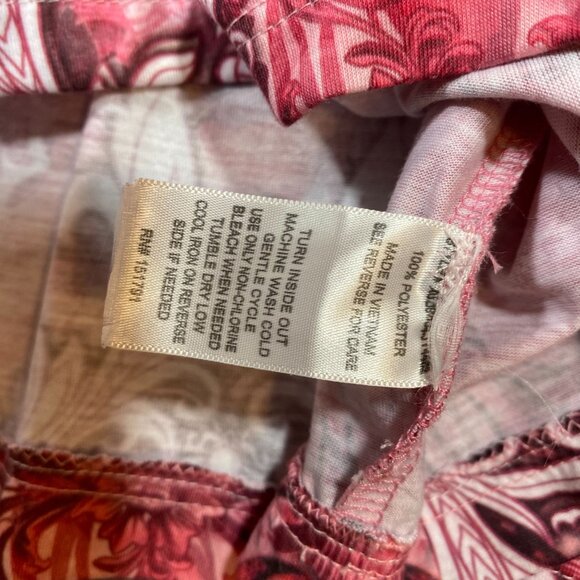 100% POLYESTER
MADE IN VIETNAM
SEE REVERSE FOR CARE
TURN INSIDE OUT
MACHINE WASH COLD
GENTLE CYCLE
USE ONLY NON-CHLORINE
BLEACH WHEN NEEDED
TUMBLE DRY LOW
COOL IRON ON REVERSE
SIDE IF NEEDED
RN# 151791